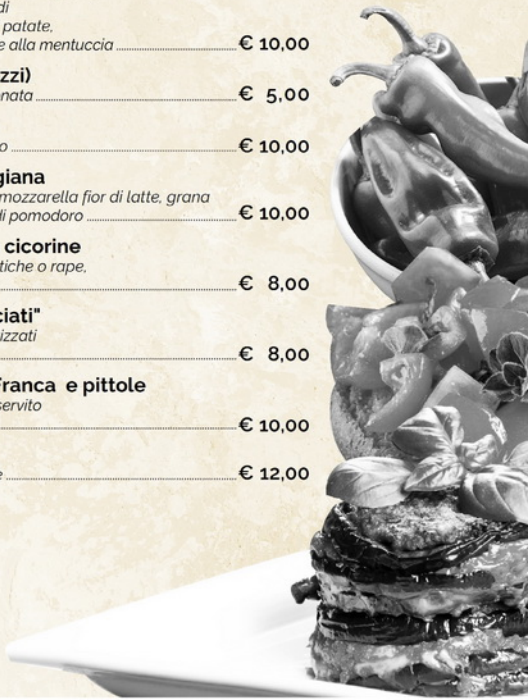 di
patate,
e alla mentuccia € 10,00
zzi)
nata € 5,00
o € 10,00
giana
mozzarella fior di latte, grana
di pomodoro € 10,00
cicorine
tiche o rape,
€ 8,00
ciati"
izzati
€ 8,00
Franca e pittole
servito
€ 10,00
e € 12,00